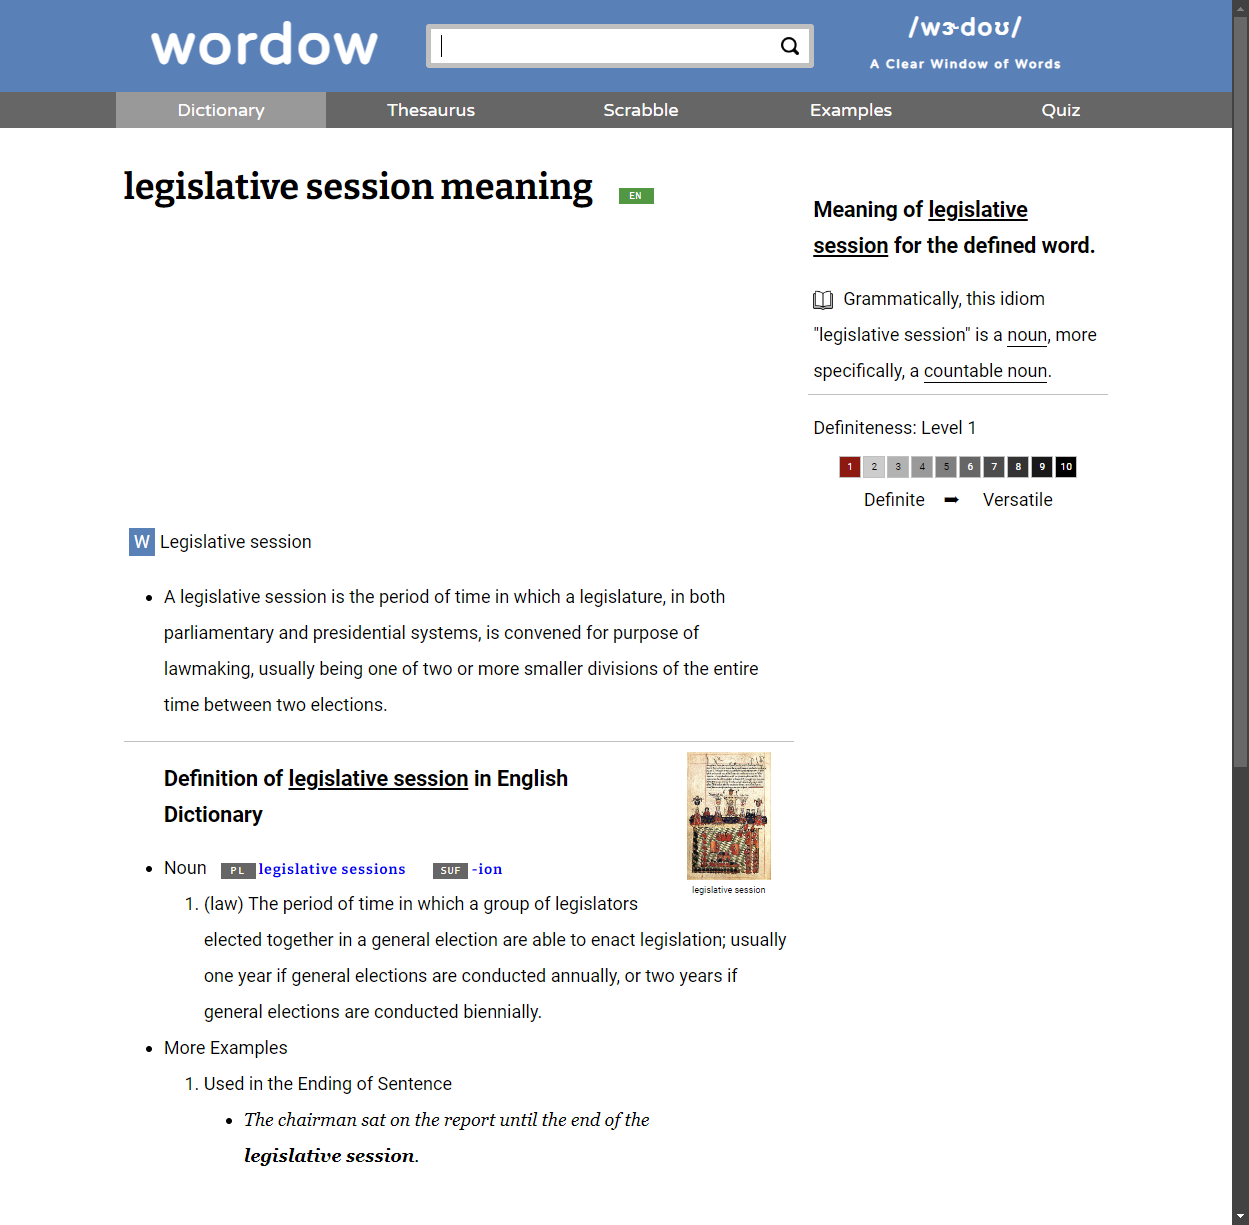 wordow
/wɝdoʊ/
A Clear Window of Words
Dictionary
Thesaurus
Scrabble
Examples
Quiz
legislative session meaning
EN
W Legislative session
• A legislative session is the period of time in which a legislature, in both
parliamentary and presidential systems, is convened for purpose of
lawmaking, usually being one of two or more smaller divisions of the entire
time between two elections.
Definition of legislative session in English
Dictionary
legislative session
• Noun PL legislative sessions SUF -ion
1. (law) The period of time in which a group of legislators
elected together in a general election are able to enact legislation; usually
one year if general elections are conducted annually, or two years if
general elections are conducted biennially.
• More Examples
1. Used in the Ending of Sentence
• The chairman sat on the report until the end of the
legislative session.
Meaning of legislative
session for the defined word.
Grammatically, this idiom
"legislative session" is a noun, more
specifically, a countable noun.
Definiteness: Level 1
1 2 3 4 5 6 7 8 9 10
Definite ➡ Versatile